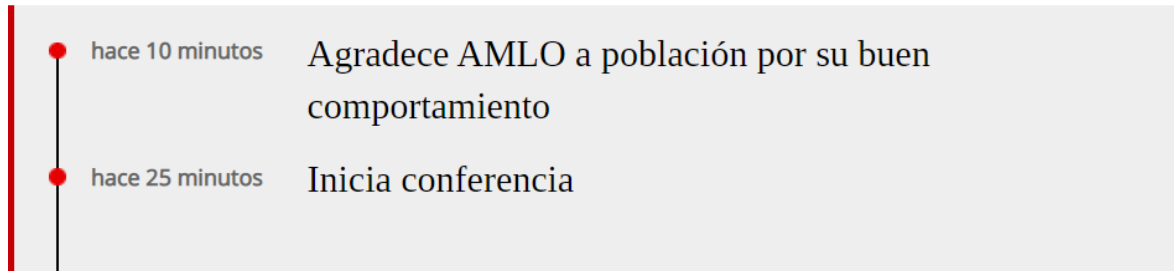 hace 10 minutos
Agradece AMLO a población por su buen
comportamiento
hace 25 minutos
Inicia conferencia